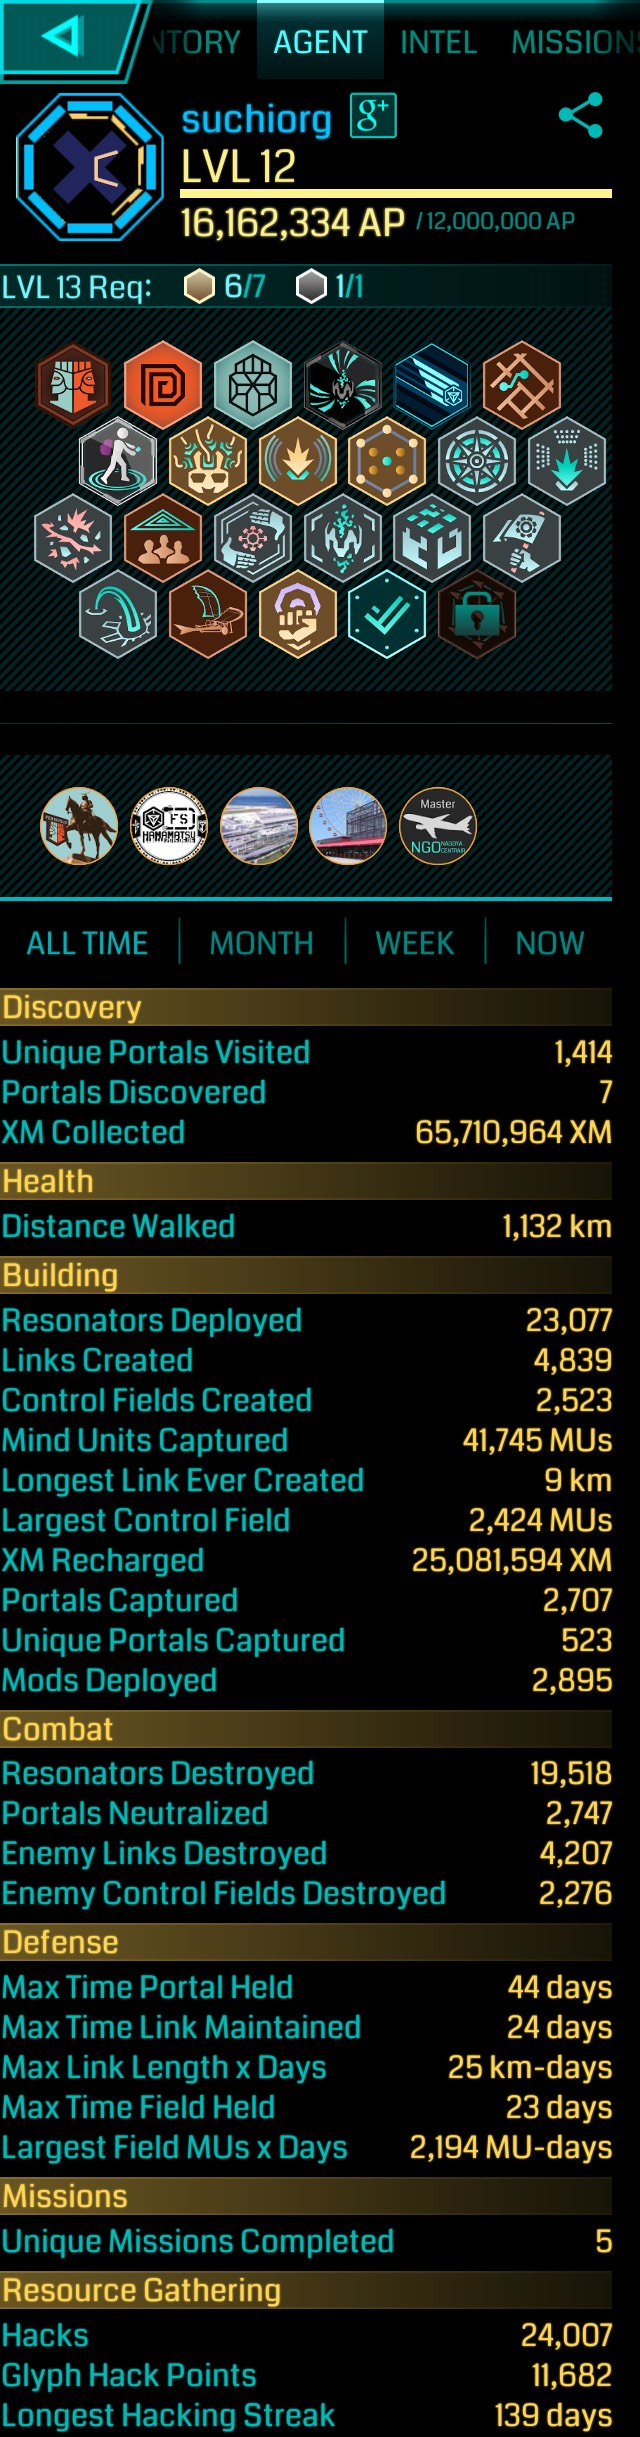 NTORY AGENT INTEL MISSIONS
suchiorg g+
LVL 12
16,162,334 AP / 12,000,000 AP
LVL 13 Req: 6/7 1/1
FS
HAMAMATSU
Master
NGO NAGOYA CENTRAIR
ALL TIME MONTH WEEK NOW
Discovery
Unique Portals Visited 1,414
Portals Discovered 7
XM Collected 65,710,964 XM
Health
Distance Walked 1,132 km
Building
Resonators Deployed 23,077
Links Created 4,839
Control Fields Created 2,523
Mind Units Captured 41,745 MUs
Longest Link Ever Created 9 km
Largest Control Field 2,424 MUs
XM Recharged 25,081,594 XM
Portals Captured 2,707
Unique Portals Captured 523
Mods Deployed 2,895
Combat
Resonators Destroyed 19,518
Portals Neutralized 2,747
Enemy Links Destroyed 4,207
Enemy Control Fields Destroyed 2,276
Defense
Max Time Portal Held 44 days
Max Time Link Maintained 24 days
Max Link Length x Days 25 km-days
Max Time Field Held 23 days
Largest Field MUs x Days 2,194 MU-days
Missions
Unique Missions Completed 5
Resource Gathering
Hacks 24,007
Glyph Hack Points 11,682
Longest Hacking Streak 139 days